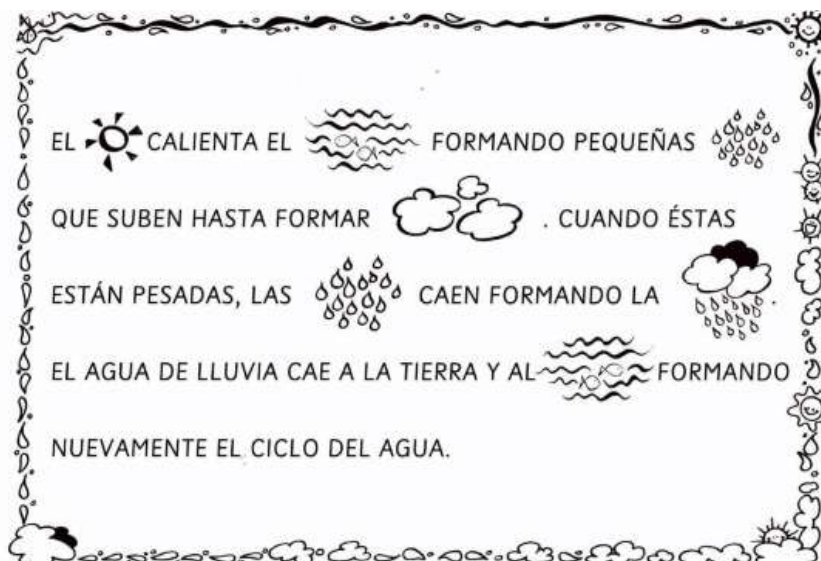 EL CALIENTA EL FORMANDO PEQUEÑAS
QUE SUBEN HASTA FORMAR . CUANDO ÉSTAS
ESTÁN PESADAS, LAS CAEN FORMANDO LA .
EL AGUA DE LLUVIA CAE A LA TIERRA Y AL FORMANDO
NUEVAMENTE EL CICLO DEL AGUA.